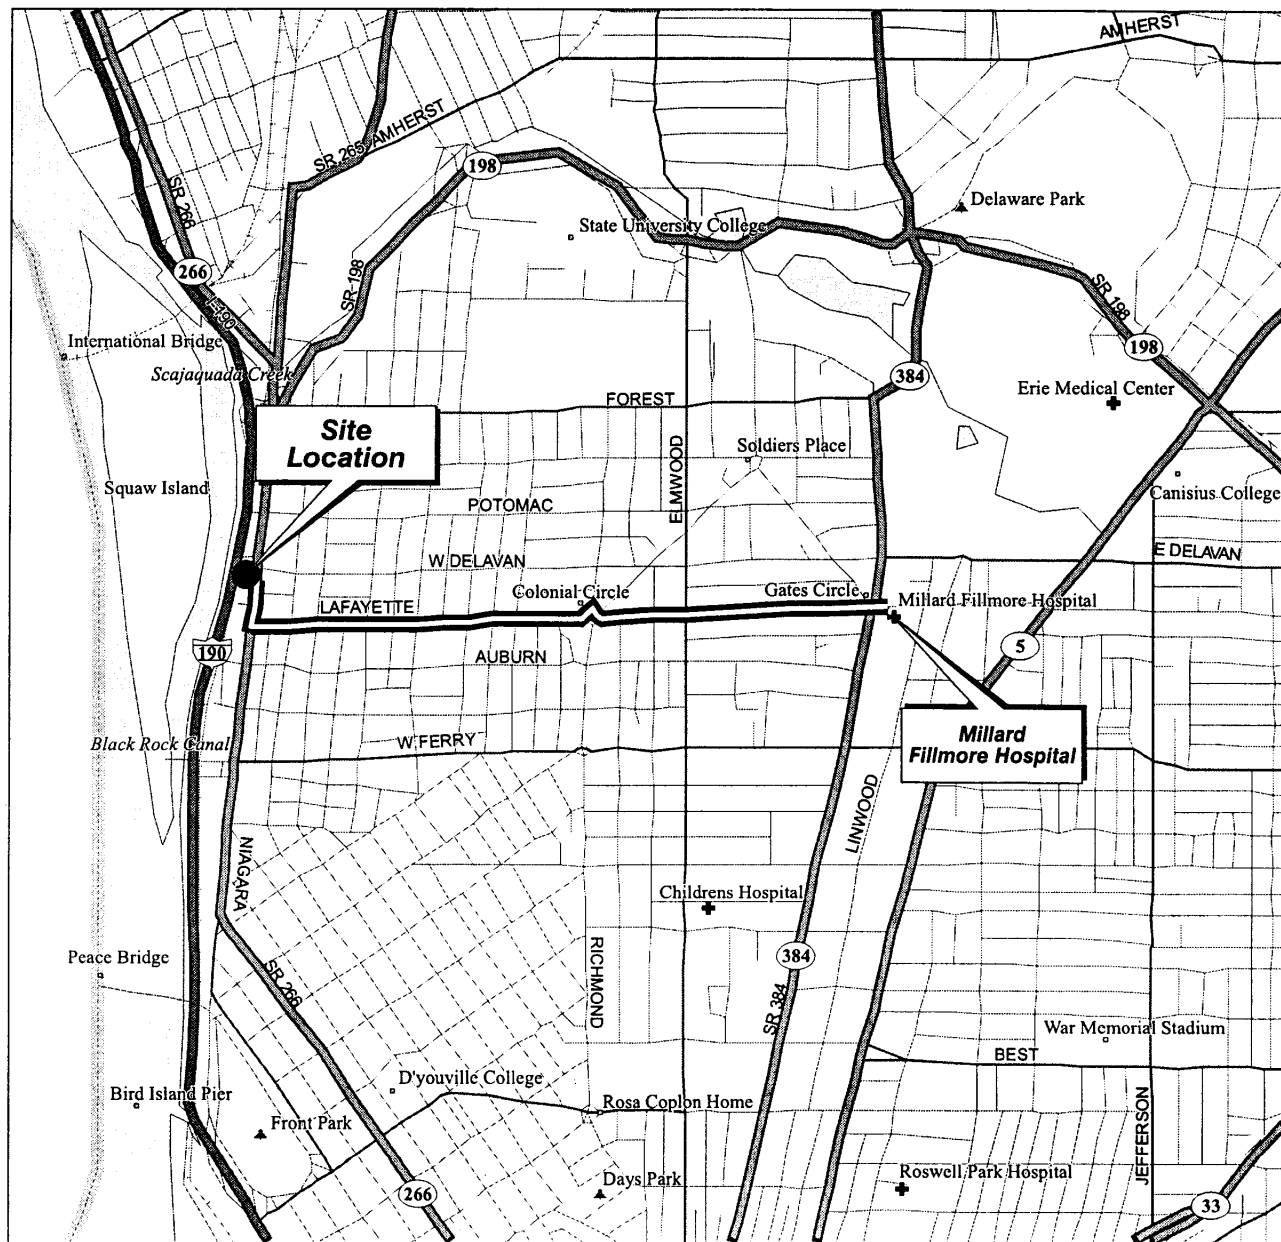 AMHERST
SR 265 AMHERST
198
SR 266
Delaware Park
State University College
266
SR 198
SR 198
I-190
International Bridge
198
Scajaquada Creek
384
Erie Medical Center
FOREST
Site
Location
ELMWOOD
Soldiers Place
Squaw Island
Canisius College
POTOMAC
W DELAVAN
E DELAVAN
Colonial Circle
Gates Circle
LAFAYETTE
Millard Fillmore Hospital
190
AUBURN
5
Black Rock Canal
W FERRY
Millard
Fillmore Hospital
LINWOOD
NIAGARA
Childrens Hospital
RICHMOND
Peace Bridge
384
SR 266
SR 384
War Memorial Stadium
BEST
D'youville College
Bird Island Pier
Rosa Coplon Home
Front Park
JEFFERSON
Days Park
Roswell Park Hospital
266
33